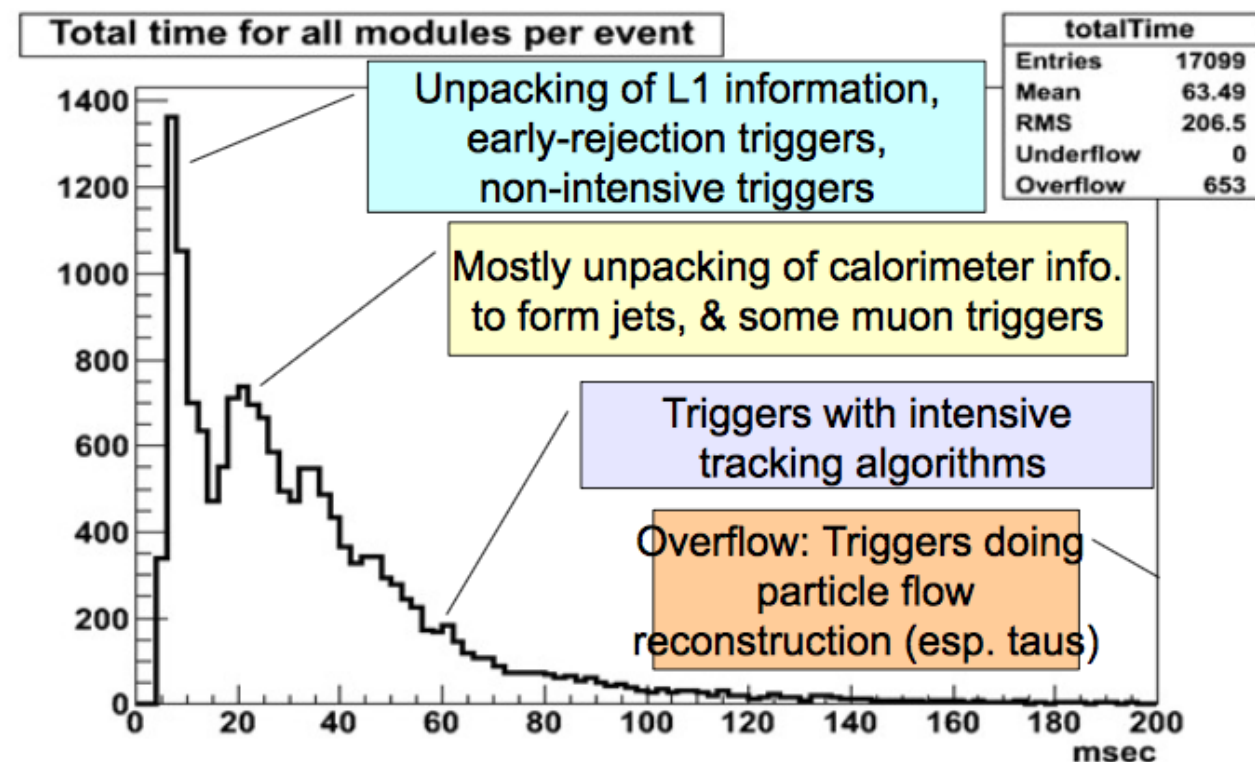 Total time for all modules per event
totalTime
Entries 17099
Mean 63.49
RMS 206.5
Underflow 0
Overflow 653
Unpacking of L1 information,
early-rejection triggers,
non-intensive triggers
Mostly unpacking of calorimeter info.
to form jets, & some muon triggers
Triggers with intensive
tracking algorithms
Overflow: Triggers doing
particle flow
reconstruction (esp. taus)
1400
1200
1000
800
600
400
200
0
0 20 40 60 80 100 120 140 160 180 200
msec